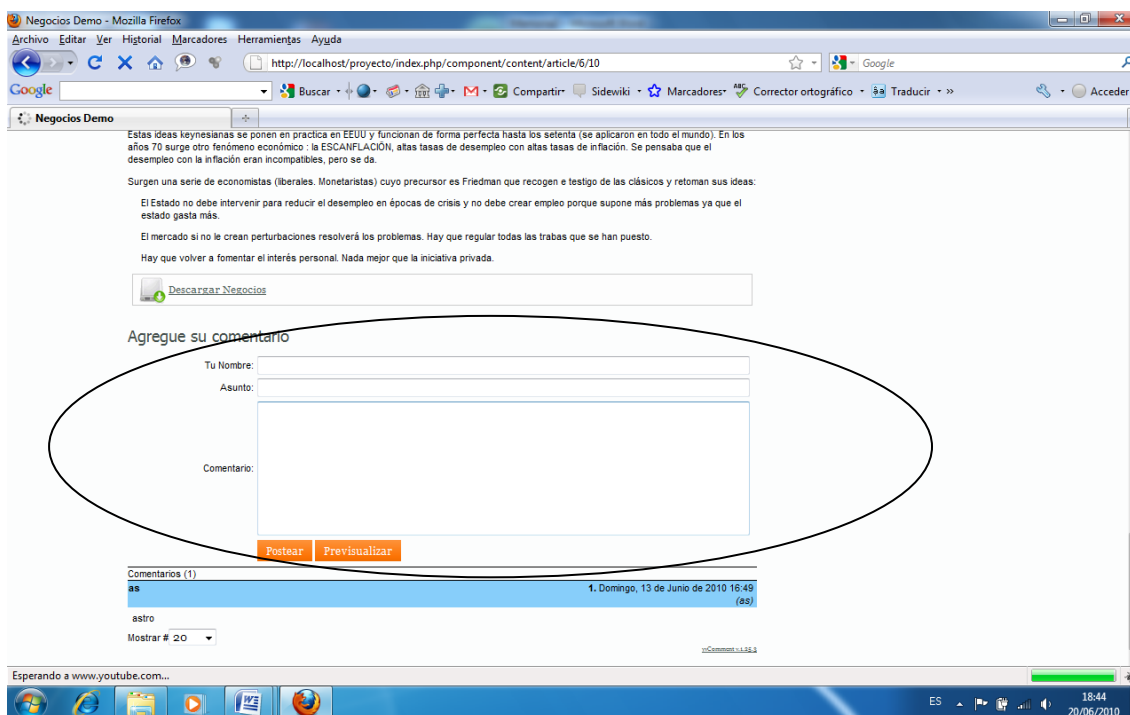 Negocios Demo - Mozilla Firefox
Archivo Editar Ver Historial Marcadores Herramientas Ayuda
http://localhost/proyecto/index.php/component/content/article/6/10
Google
Google Buscar Compartir Sidewiki Marcadores Corrector ortográfico Traducir » Acceder
Negocios Demo
Estas ideas keynesianas se ponen en practica en EEUU y funcionan de forma perfecta hasta los setenta (se aplicaron en todo el mundo). En los
años 70 surge otro fenómeno económico : la ESCANFLACIÓN, altas tasas de desempleo con altas tasas de inflación. Se pensaba que el
desempleo con la inflación eran incompatibles, pero se da.
Surgen una serie de economistas (liberales. Monetaristas) cuyo precursor es Friedman que recogen e testigo de las clásicos y retoman sus ideas:
El Estado no debe intervenir para reducir el desempleo en épocas de crisis y no debe crear empleo porque supone más problemas ya que el
estado gasta más.
El mercado si no le crean perturbaciones resolverá los problemas. Hay que regular todas las trabas que se han puesto.
Hay que volver a fomentar el interés personal. Nada mejor que la iniciativa privada.
Descargar Negocios
Agregue su comentario
Tu Nombre:
Asunto:
Comentario:
Postear Previsualizar
Comentarios (1)
as 1. Domingo, 13 de Junio de 2010 16:49
(as)
astro
Mostrar # 20
Esperando a www.youtube.com...
ES 18:44
20/06/2010